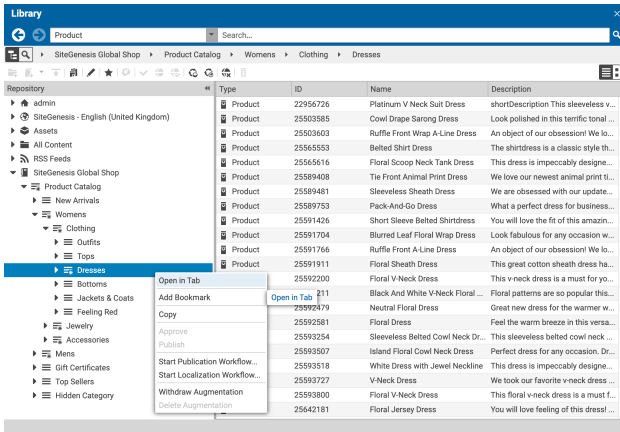 Library
Product
Search...
SiteGenesis Global Shop Product Catalog Womens Clothing Dresses
Repository
admin
SiteGenesis - English (United Kingdom)
Assets
All Content
RSS Feeds
SiteGenesis Global Shop
Product Catalog
New Arrivals
Womens
Clothing
Outfits
Tops
Dresses
Bottoms
Jackets & Coats
Feeling Red
Jewelry
Accessories
Mens
Gift Certificates
Top Sellers
Hidden Category
Open in Tab
Add Bookmark
Copy
Approve
Publish
Start Publication Workflow...
Start Localization Workflow...
Withdraw Augmentation
Delete Augmentation
Open in Tab
Type ID Name Description
Product 22956726 Platinum V Neck Suit Dress shortDescription This sleeveless v...
Product 25503585 Cowl Drape Sarong Dress Look polished in this terrific tonal ...
Product 25503603 Ruffle Front Wrap A-Line Dress An object of our obsession! We lo...
Product 25565553 Belted Shirt Dress The shirtdress is a classic style th...
Product 25565616 Floral Scoop Neck Tank Dress This dress is impeccably designe...
Product 25589408 Tie Front Animal Print Dress We love our newest animal print ti...
Product 25589481 Sleeveless Sheath Dress We are obsessed with our update...
Product 25589753 Pack-And-Go Dress What a perfect dress for business...
Product 25591426 Short Sleeve Belted Shirtdress You will love the fit of this amazin...
Product 25591704 Blurred Leaf Floral Wrap Dress Look fabulous for any occasion w...
Product 25591766 Ruffle Front A-Line Dress An object of our obsession! We lo...
Product 25591911 Floral Sheath Dress This great cotton sheath dress ha...
25592200 Floral V-Neck Dress This v-neck dress is a must for yo...
211 Black And White V-Neck Floral ... Floral patterns are so popular this...
25592479 Neutral Floral Dress Great new dress for the warmer w...
25592581 Floral Dress Feel the warm breeze in this versa...
25593254 Sleeveless Belted Cowl Neck Dr... This sleeveless belted cowl neck ...
25593507 Island Floral Cowl Neck Dress Perfect dress for any occasion. Dr...
25593518 White Dress with Jewel Neckline This dress is impeccably designe...
25593727 V-Neck Dress We took our favorite v-neck dress ...
25593800 Floral V-Neck Dress This floral v-neck dress is a must f...
25642181 Floral Jersey Dress You will love feeling of this dress! ...